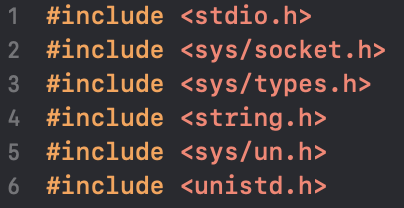 1 #include <stdio.h>
2 #include <sys/socket.h>
3 #include <sys/types.h>
4 #include <string.h>
5 #include <sys/un.h>
6 #include <unistd.h>